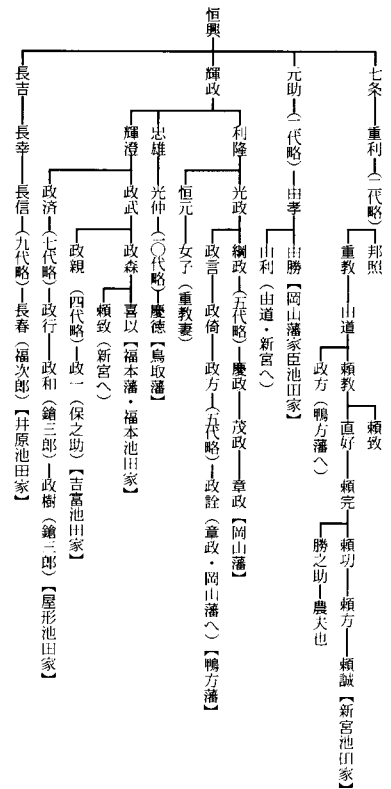 恒興
七条 重利（二代略）
邦照
重教 由道 頼教 直好 頼完 頼功 頼方 頼誠【新宮池田家】
頼致
政方（鴨方藩へ）
勝之助 農夫也
元助（二代略）由孝 由勝【岡山藩家臣池田家】
山利（由道・新宮へ）
輝政
利隆 光政 綱政（五代略）慶政 茂政 章政【岡山藩】
政言 政倚 政方（五代略）政詮（章政・岡山藩へ）【鴨方藩】
恒元 女子（重教妻）
忠雄 光仲（一〇代略）慶徳【鳥取藩】
輝澄 政武 政森 喜以【福本藩・福本池田家】
頼致（新宮へ）
政親（四代略）政一（保之助）【吉富池田家】
政済（七代略）政行 政和（鎗三郎）政樹（鎗三郎）【屋形池田家】
長吉 長幸 長信（九代略）長春（福次郎）【井原池田家】